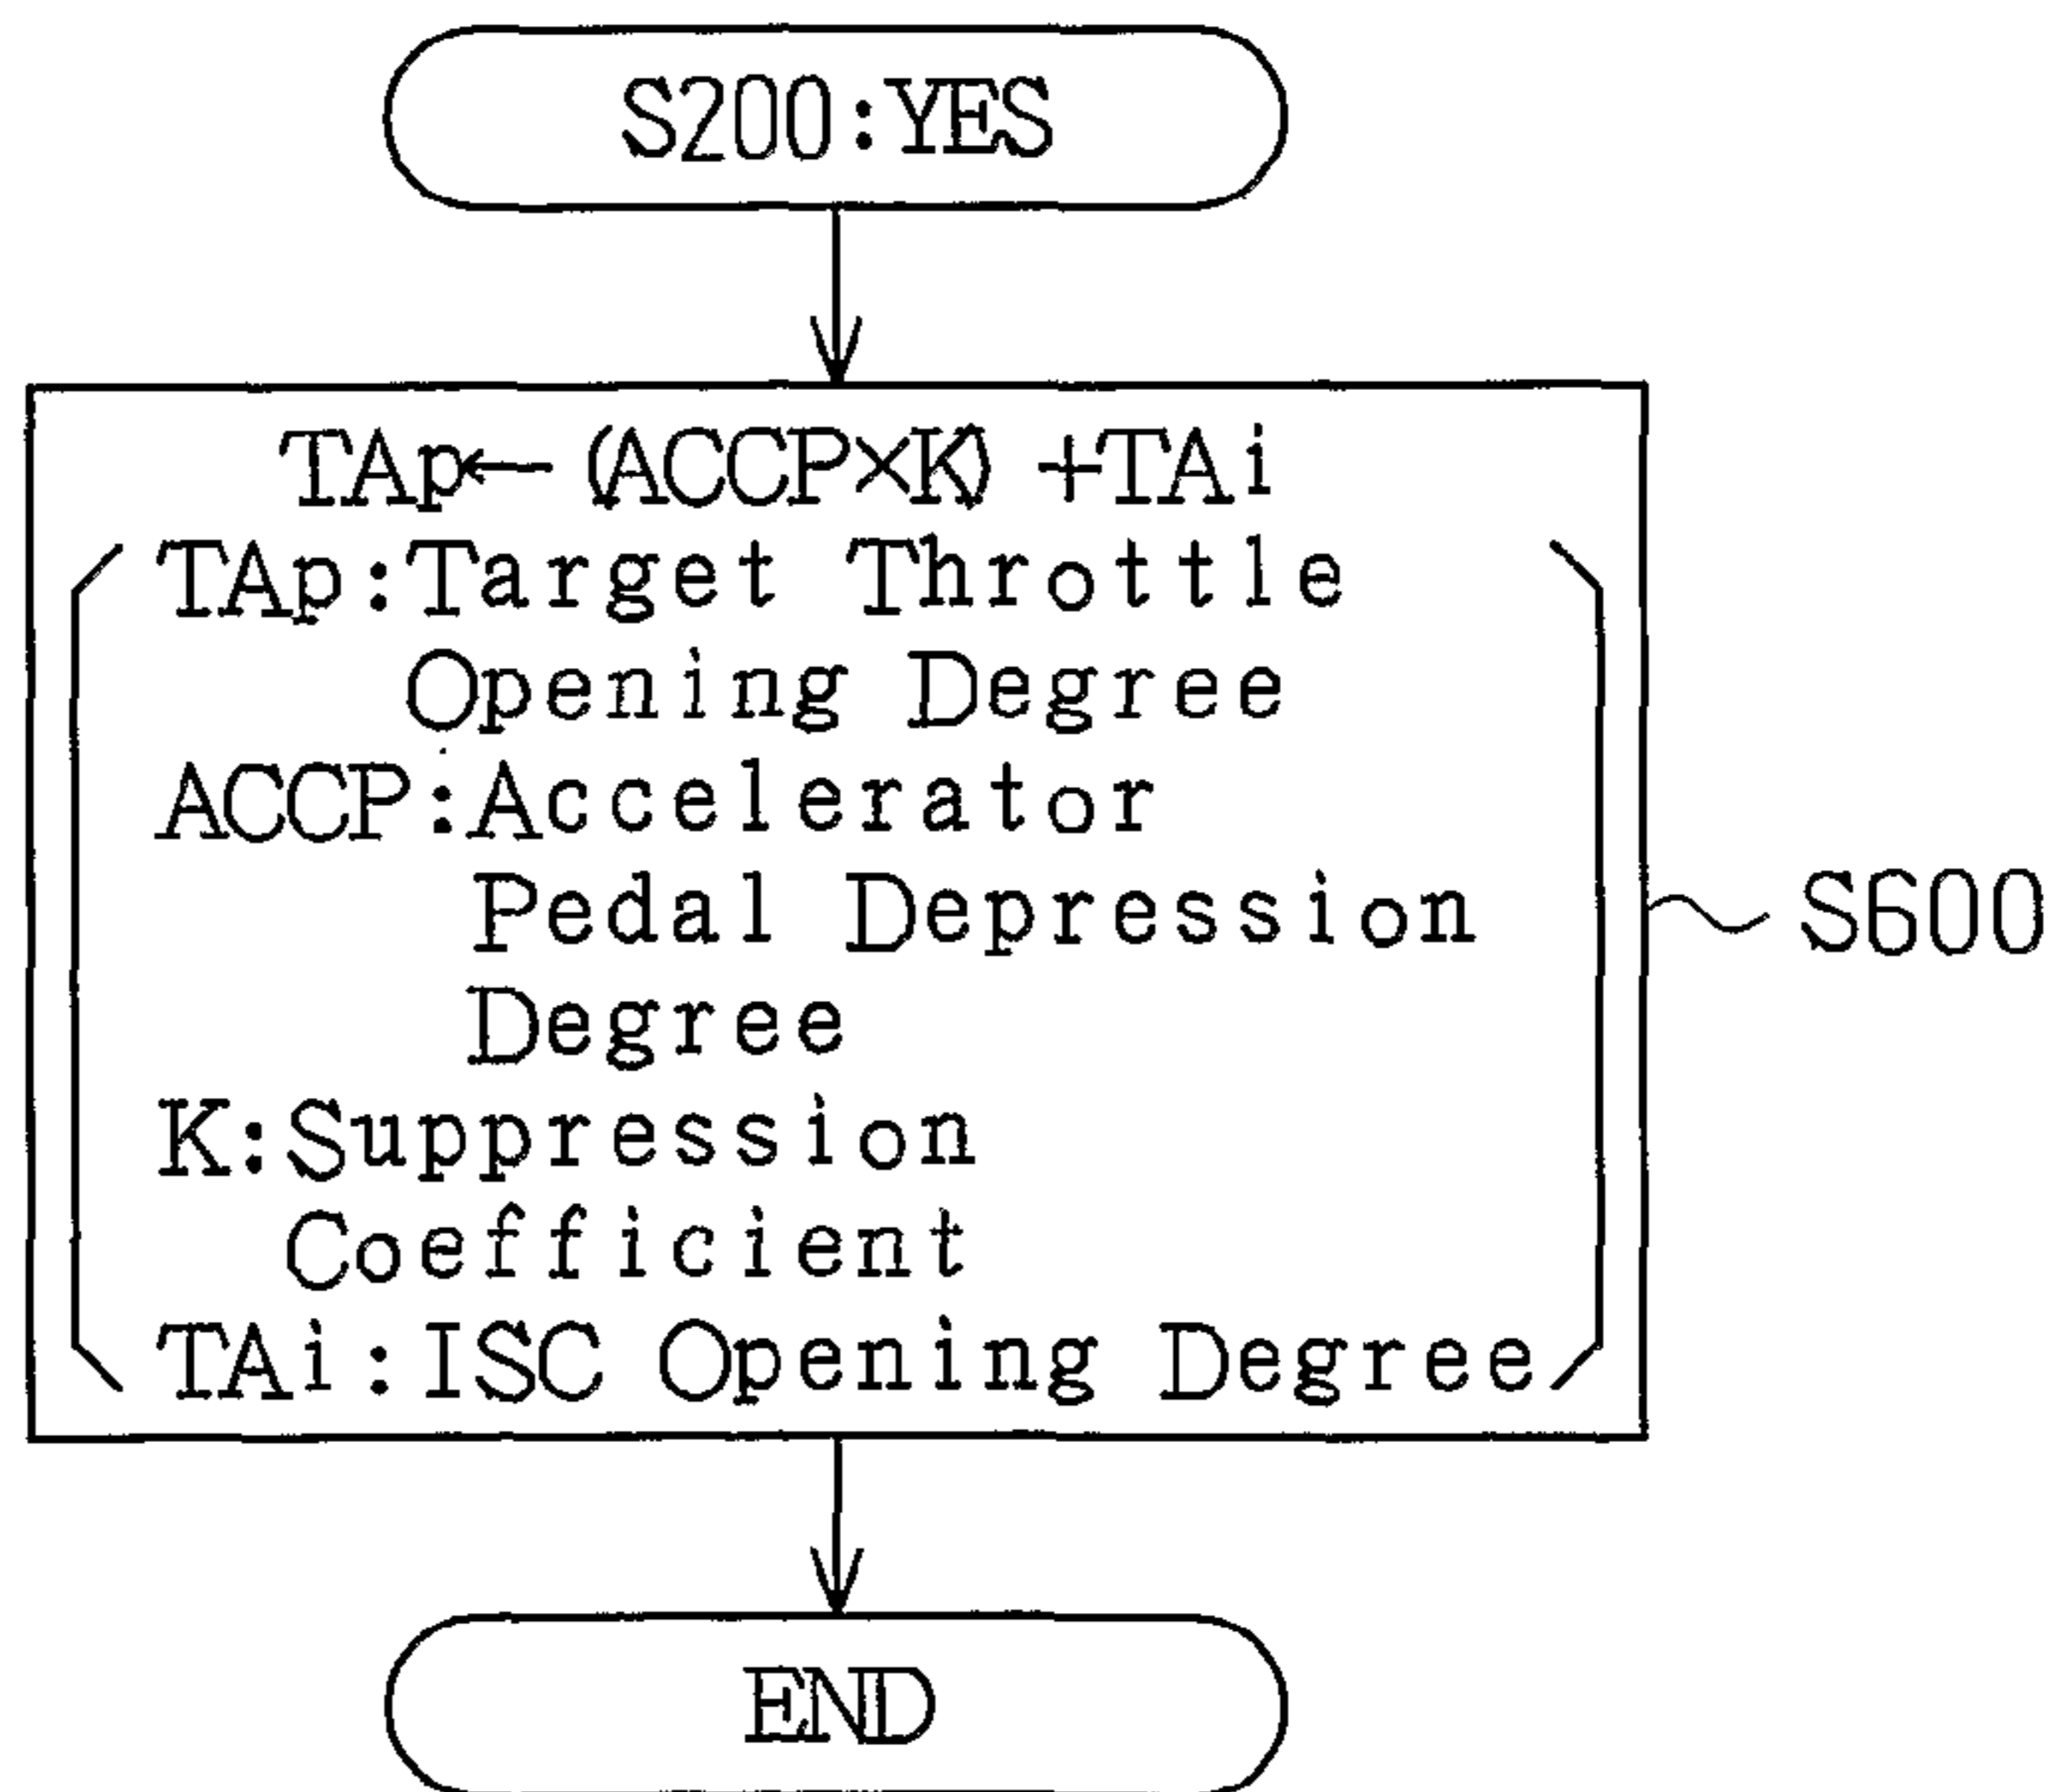 S200:YES
TAp←(ACCP×K)+TAi
TAp:Target Throttle
Opening Degree
ACCP:Accelerator
Pedal Depression
Degree
K:Suppression
Coefficient
TAi:ISC Opening Degree
S600
END